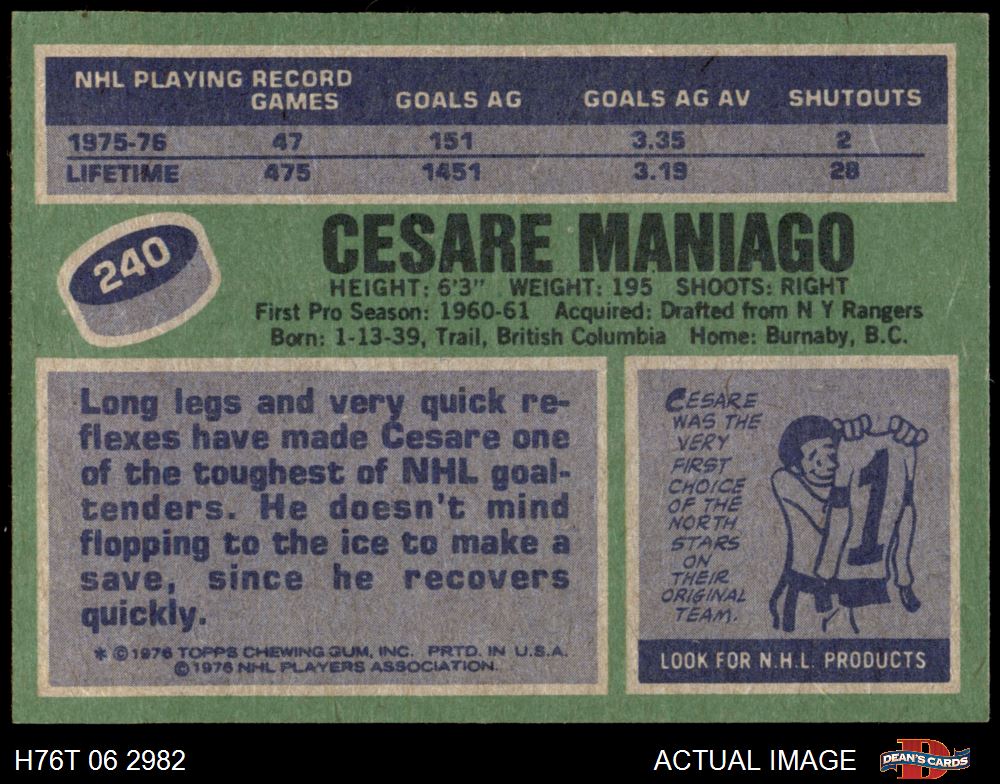 NHL PLAYING RECORD
GAMES GOALS AG GOALS AG AV SHUTOUTS
1975-76 47 151 3.35 2
LIFETIME 475 1451 3.19 28
240
CESARE MANIAGO
HEIGHT: 6'3" WEIGHT: 195 SHOOTS: RIGHT
First Pro Season: 1960-61 Acquired: Drafted from N Y Rangers
Born: 1-13-39, Trail, British Columbia Home: Burnaby, B.C.
Long legs and very quick re-
flexes have made Cesare one
of the toughest of NHL goal-
tenders. He doesn't mind
flopping to the ice to make a
save, since he recovers
quickly.
* © 1976 TOPPS CHEWING GUM, INC. PRTD. IN U.S.A.
© 1976 NHL PLAYERS ASSOCIATION.
CESARE
WAS THE
VERY
FIRST
CHOICE
OF THE
NORTH
STARS
ON
THEIR
ORIGINAL
TEAM.
1
LOOK FOR N.H.L. PRODUCTS
H76T 06 2982
ACTUAL IMAGE
D
DEAN'S CARDS